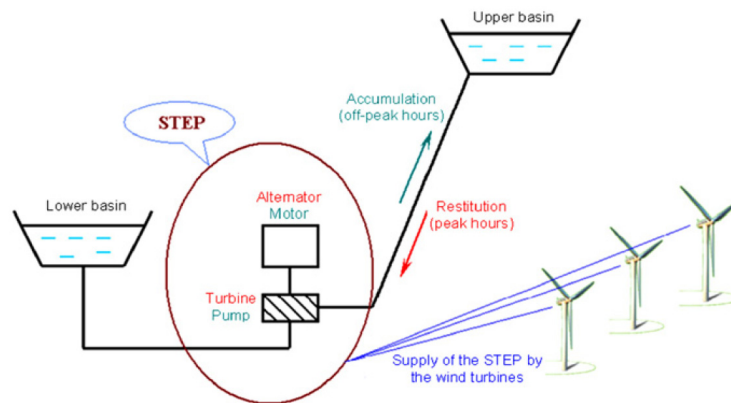 Upper basin
Accumulation
(off-peak hours)
STEP
Lower basin
Alternator
Motor
Restitution
(peak hours)
Turbine
Pump
Supply of the STEP by
the wind turbines